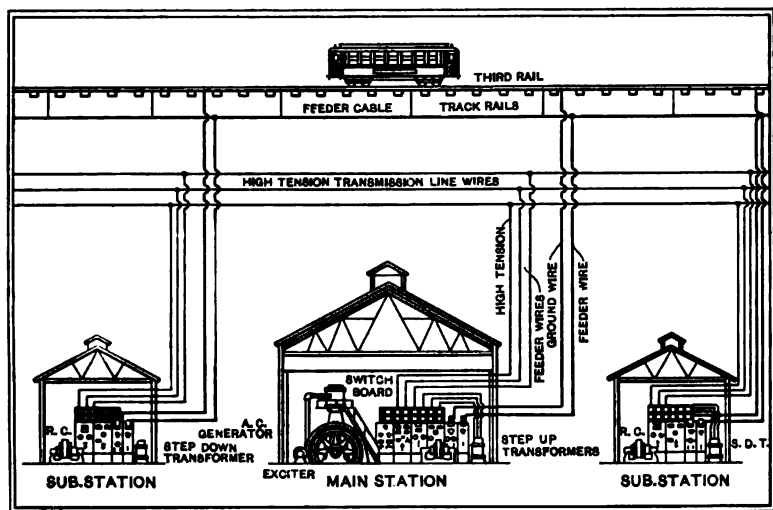 THIRD RAIL
FEEDER CABLE
TRACK RAILS
HIGH TENSION TRANSMISSION LINE WIRES
HIGH TENSION
FEEDER WIRES
GROUND WIRE
FEEDER WIRE
SWITCH
BOARD
R. C.
STEP DOWN
TRANSFORMER
A. C.
GENERATOR
EXCITER
STEP UP
TRANSFORMERS
R. C.
S. D. T.
SUB. STATION
MAIN STATION
SUB. STATION